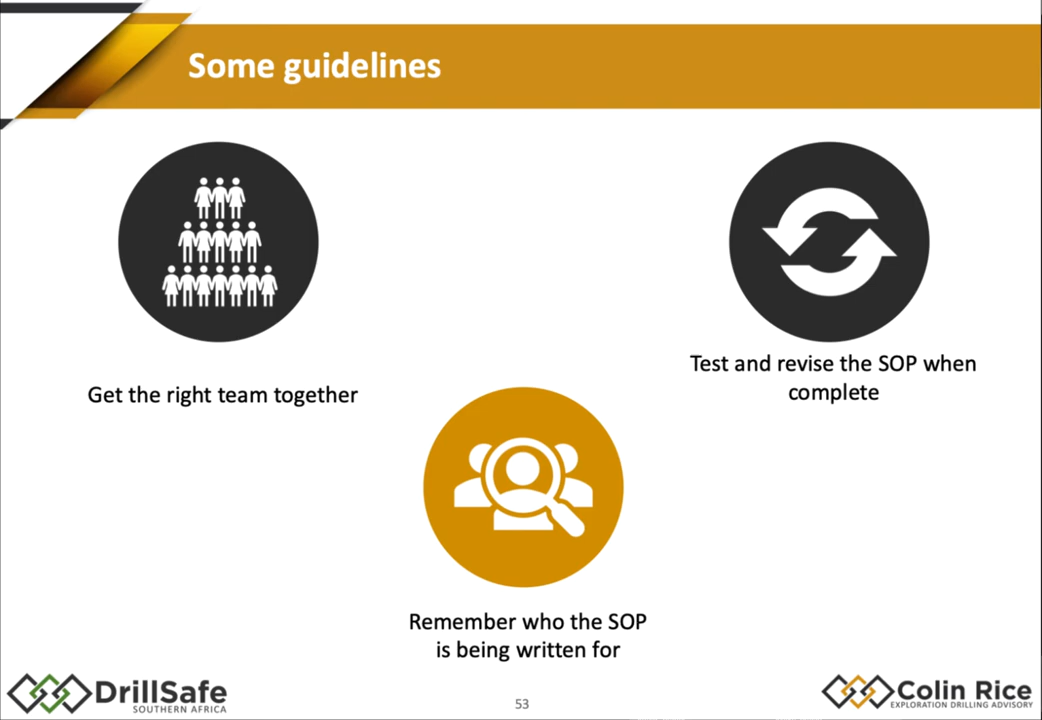 Some guidelines
Get the right team together
Test and revise the SOP when
complete
Remember who the SOP
is being written for
DrillSafe
SOUTHERN AFRICA
53
Colin Rice
EXPLORATION DRILLING ADVISORY